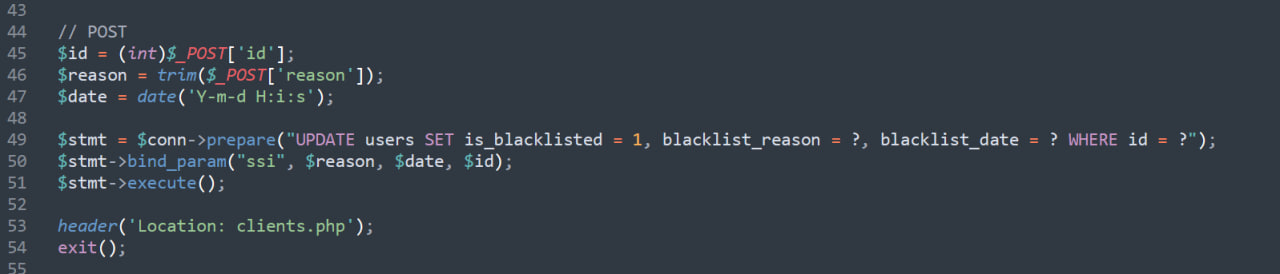 43
44 // POST
45 $id = (int)$_POST['id'];
46 $reason = trim($_POST['reason']);
47 $date = date('Y-m-d H:i:s');
48
49 $stmt = $conn->prepare("UPDATE users SET is_blacklisted = 1, blacklist_reason = ?, blacklist_date = ? WHERE id = ?");
50 $stmt->bind_param("ssi", $reason, $date, $id);
51 $stmt->execute();
52
53 header('Location: clients.php');
54 exit();
55